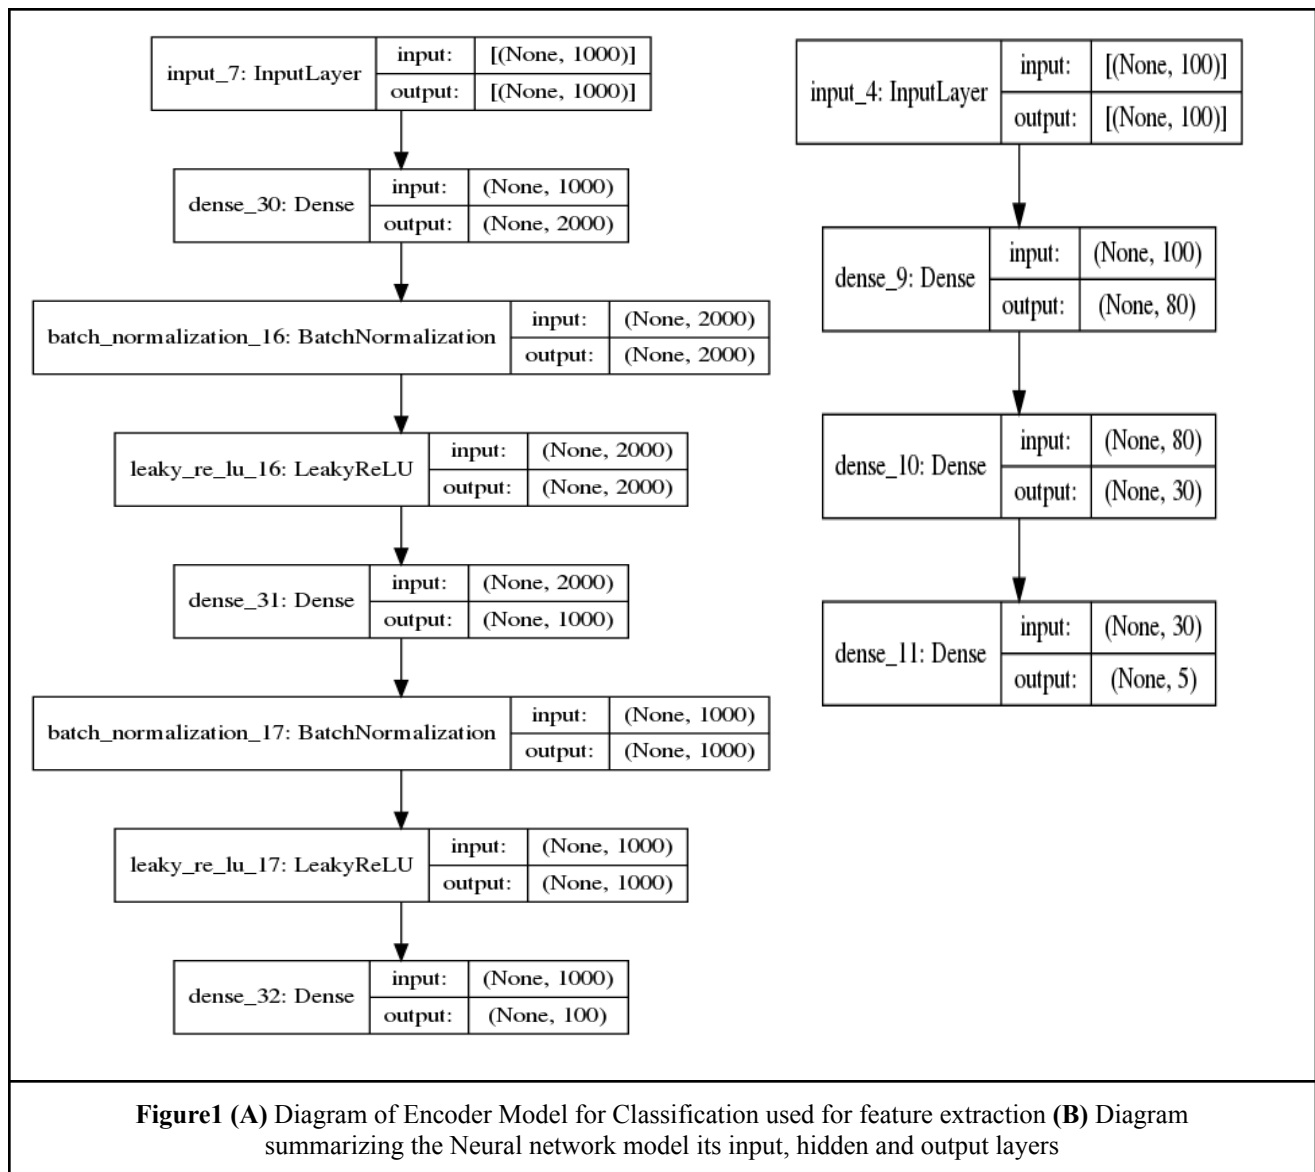 input_7: InputLayer
input: [(None, 1000)]
output: [(None, 1000)]
dense_30: Dense
input: (None, 1000)
output: (None, 2000)
batch_normalization_16: BatchNormalization
input: (None, 2000)
output: (None, 2000)
leaky_re_lu_16: LeakyReLU
input: (None, 2000)
output: (None, 2000)
dense_31: Dense
input: (None, 2000)
output: (None, 1000)
batch_normalization_17: BatchNormalization
input: (None, 1000)
output: (None, 1000)
leaky_re_lu_17: LeakyReLU
input: (None, 1000)
output: (None, 1000)
dense_32: Dense
input: (None, 1000)
output: (None, 100)
input_4: InputLayer
input: [(None, 100)]
output: [(None, 100)]
dense_9: Dense
input: (None, 100)
output: (None, 80)
dense_10: Dense
input: (None, 80)
output: (None, 30)
dense_11: Dense
input: (None, 30)
output: (None, 5)
Figure1 (A) Diagram of Encoder Model for Classification used for feature extraction (B) Diagram
summarizing the Neural network model its input, hidden and output layers